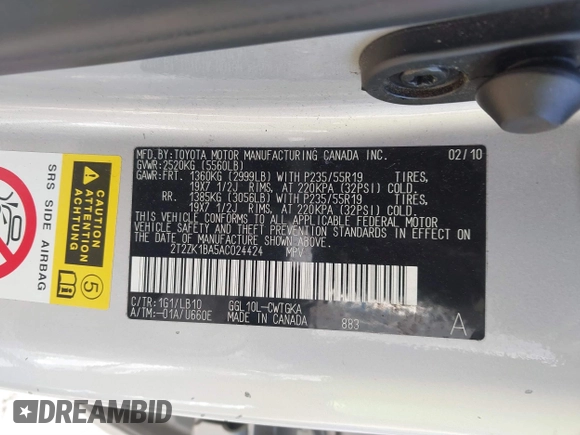 MFD.BY:TOYOTA MOTOR MANUFACTURING CANADA INC. 02/10
GVWR:2520KG (5560LB)
GAWR:FRT. 1360KG (2999LB) WITH P235/55R19 TIRES,
19X7 1/2J RIMS, AT 220KPA (32PSI) COLD.
RR. 1385KG (3055LB) WITH P235/55R19 TIRES,
19X7 1/2J RIMS, AT 220KPA (32PSI) COLD.
THIS VEHICLE CONFORMS TO ALL APPLICABLE FEDERAL MOTOR
VEHICLE SAFETY AND THEFT PREVENTION STANDARDS IN EFFECT
ON THE DATE OF MANUFACTURE SHOWN ABOVE.
2T2ZK1BA5AC024424 MPV
C/TR:1G1/LB10 GGL10L-CWTGKA
A/TM:-01A/U660E MADE IN CANADA 883 A
SRS SIDE AIRBAG
CAUTION
ATTENTION
ACHTUNG
5
DREAMBID